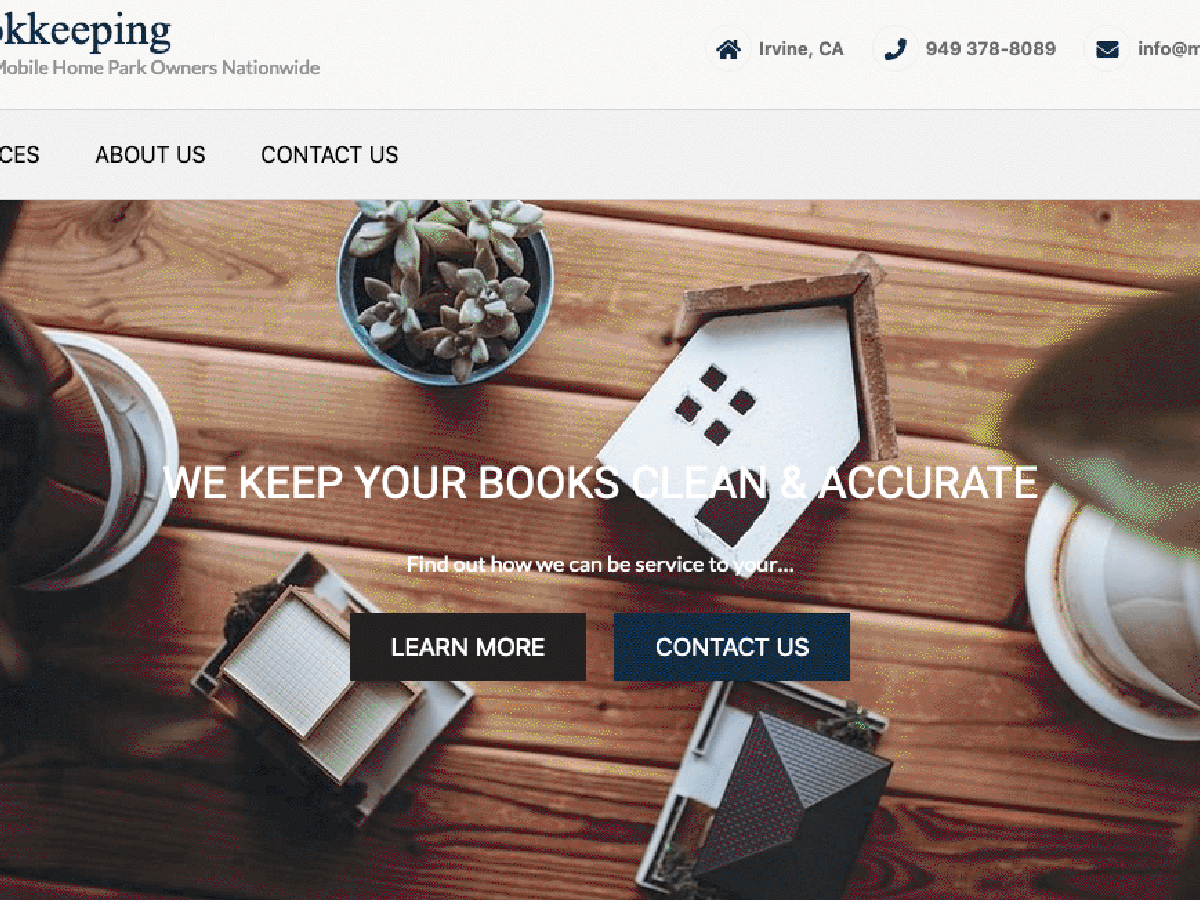 okkeeping
Mobile Home Park Owners Nationwide
Irvine, CA
949 378-8089
info@m
CES
ABOUT US
CONTACT US
WE KEEP YOUR BOOKS CLEAN & ACCURATE
Find out how we can be service to your...
LEARN MORE
CONTACT US